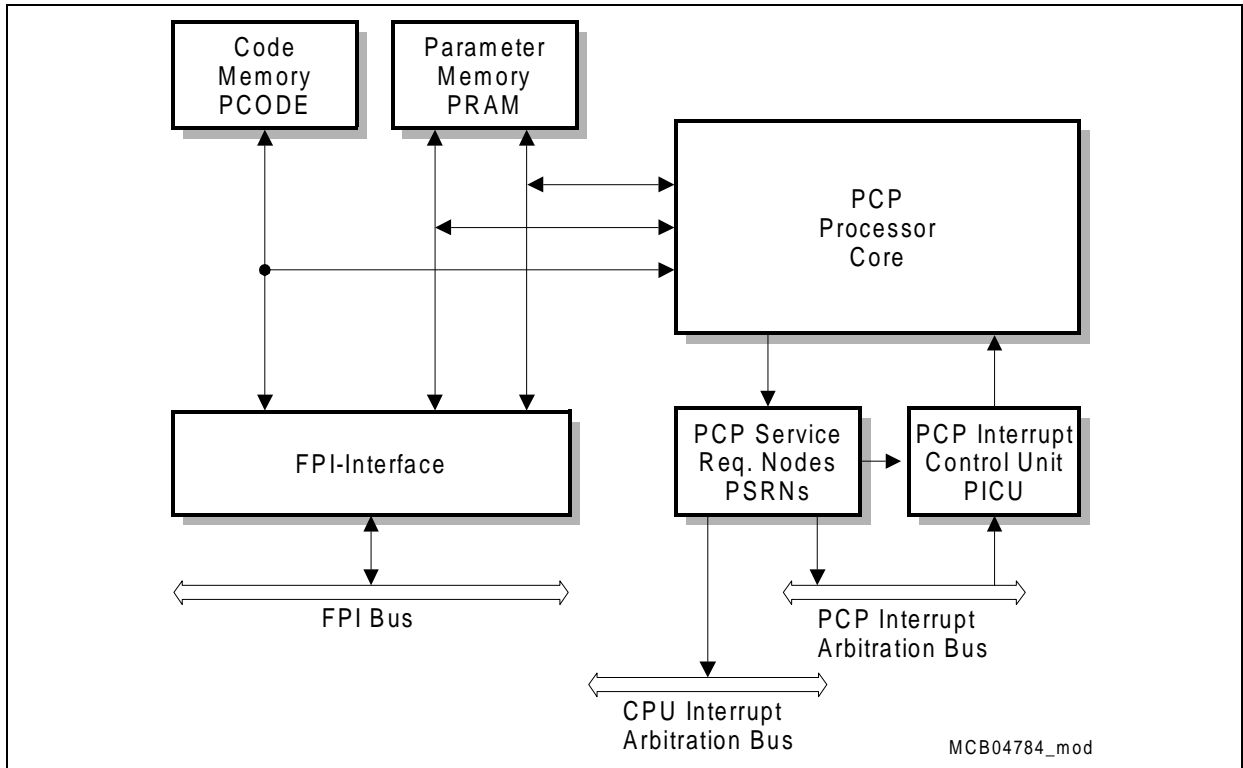 Code
Memory
PCODE
Parameter
Memory
PRAM
PCP
Processor
Core
FPI-Interface
PCP Service
Req. Nodes
PSRNs
PCP Interrupt
Control Unit
PICU
FPI Bus
PCP Interrupt
Arbitration Bus
CPU Interrupt
Arbitration Bus
MCB04784_mod